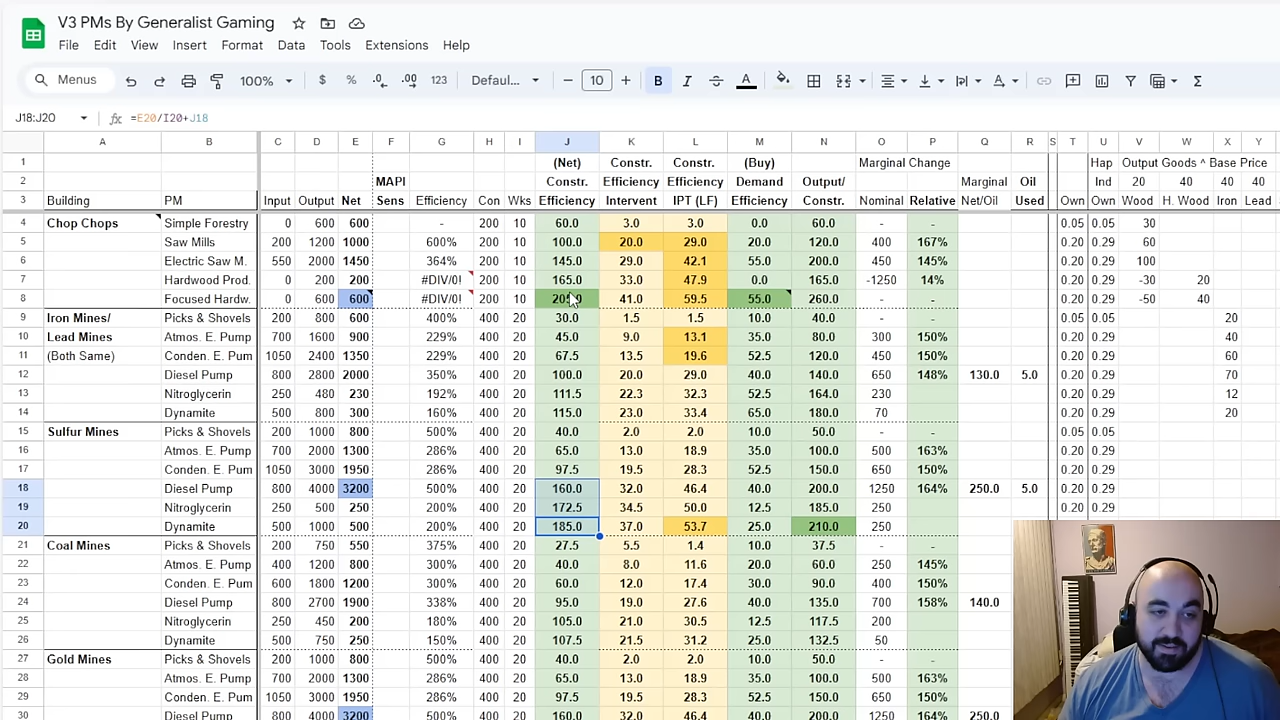 V3 PMs By Generalist Gaming
File Edit View Insert Format Data Tools Extensions Help
Menus 100% $ % .0 .00 123 Defaul... 10 B I A Σ
J18:J20 fx =E20/I20+J18
A B C D E F G H I J K L M N O P Q R S T U V W X Y
1 (Net) Constr. Constr. (Buy) Marginal Change Hap Output Goods ^ Base Price
2 MAPI Constr. Efficiency Efficiency Demand Output/ Marginal Oil Ind 20 40 40 40
3 Building PM Input Output Net Sens Efficiency Con Wks Efficiency Intervent IPT (LF) Efficiency Constr. Nominal Relative Net/Oil Used Own Own Wood H. Wood Iron Lead
4 Chop Chops Simple Forestry 0 600 600 - 200 10 60.0 3.0 3.0 0.0 60.0 - - 0.05 0.05 30
5 Saw Mills 200 1200 1000 600% 200 10 100.0 20.0 29.0 20.0 120.0 400 167% 0.20 0.29 60
6 Electric Saw M. 550 2000 1450 364% 200 10 145.0 29.0 42.1 55.0 200.0 450 145% 0.20 0.29 100
7 Hardwood Prod. 0 200 200 #DIV/0! 200 10 165.0 33.0 47.9 0.0 165.0 -1250 14% 0.20 0.29 -30 20
8 Focused Hardw. 0 600 600 #DIV/0! 200 10 41.0 59.5 55.0 260.0 - - 0.20 0.29 -50 40
9 Iron Mines/ Picks & Shovels 200 800 600 400% 400 20 30.0 1.5 1.5 10.0 40.0 - - 0.05 0.05 20
10 Lead Mines Atmos. E. Pump 700 1600 900 229% 400 20 45.0 9.0 13.1 35.0 80.0 300 150% 0.20 0.29 40
11 (Both Same) Conden. E. Pum 1050 2400 1350 229% 400 20 67.5 13.5 19.6 52.5 120.0 450 150% 0.20 0.29 60
12 Diesel Pump 800 2800 2000 350% 400 20 100.0 20.0 29.0 40.0 140.0 650 148% 130.0 5.0 0.20 0.29 70
13 Nitroglycerin 250 480 230 192% 400 20 111.5 22.3 32.3 52.5 164.0 230 0.20 0.29 12
14 Dynamite 500 800 300 160% 400 20 115.0 23.0 33.4 65.0 180.0 70 0.20 0.29 20
15 Sulfur Mines Picks & Shovels 200 1000 800 500% 400 20 40.0 2.0 2.0 10.0 50.0 - - 0.05 0.05
16 Atmos. E. Pump 700 2000 1300 286% 400 20 65.0 13.0 18.9 35.0 100.0 500 163% 0.20 0.29
17 Conden. E. Pum 1050 3000 1950 286% 400 20 97.5 19.5 28.3 52.5 150.0 650 150% 0.20 0.29
18 Diesel Pump 800 4000 3200 500% 400 20 160.0 32.0 46.4 40.0 200.0 1250 164% 250.0 5.0 0.20 0.29
19 Nitroglycerin 250 500 250 200% 400 20 172.5 34.5 50.0 12.5 185.0 250 0.20 0.29
20 Dynamite 500 1000 500 200% 400 20 185.0 37.0 53.7 25.0 210.0 250
21 Coal Mines Picks & Shovels 200 750 550 375% 400 20 27.5 5.5 1.4 10.0 37.5 - -
22 Atmos. E. Pump 400 1200 800 300% 400 20 40.0 8.0 11.6 20.0 60.0 250 145%
23 Conden. E. Pum 600 1800 1200 300% 400 20 60.0 12.0 17.4 30.0 90.0 400 150%
24 Diesel Pump 800 2700 1900 338% 400 20 95.0 19.0 27.6 40.0 135.0 700 158% 140.0
25 Nitroglycerin 250 450 200 180% 400 20 105.0 21.0 30.5 12.5 117.5 200
26 Dynamite 500 750 250 150% 400 20 107.5 21.5 31.2 25.0 132.5 50
27 Gold Mines Picks & Shovels 200 1000 800 500% 400 20 40.0 2.0 2.0 10.0 50.0 - -
28 Atmos. E. Pump 700 2000 1300 286% 400 20 65.0 13.0 18.9 35.0 100.0 500 163%
29 Conden. E. Pum 1050 3000 1950 286% 400 20 97.5 19.5 28.3 52.5 150.0 650 150%
30 Diesel Pump 800 4000 3200 500% 400 20 160.0 32.0 46.4 40.0 200.0 1250 164% 250.0